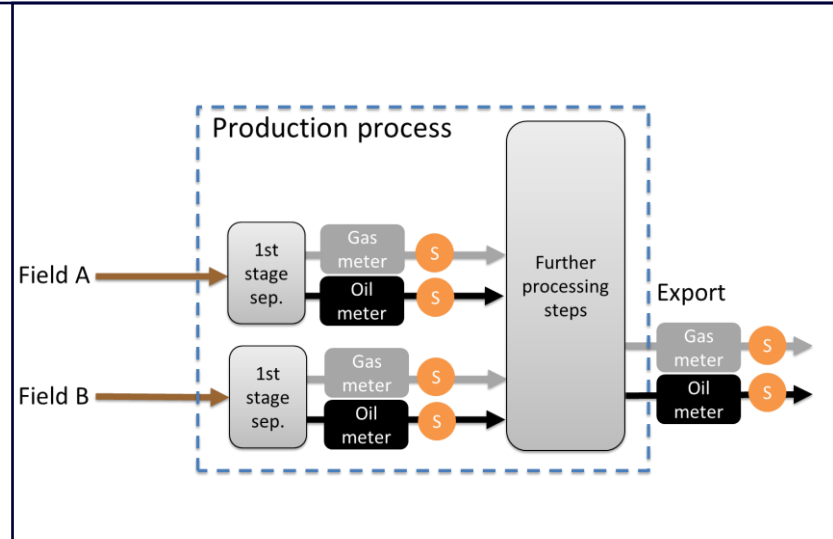 Production process
Field A
1st
stage
sep.
Gas
meter
S
Oil
meter
S
Further
processing
steps
Export
Field B
1st
stage
sep.
Gas
meter
S
Oil
meter
S
Gas
meter
S
Oil
meter
S